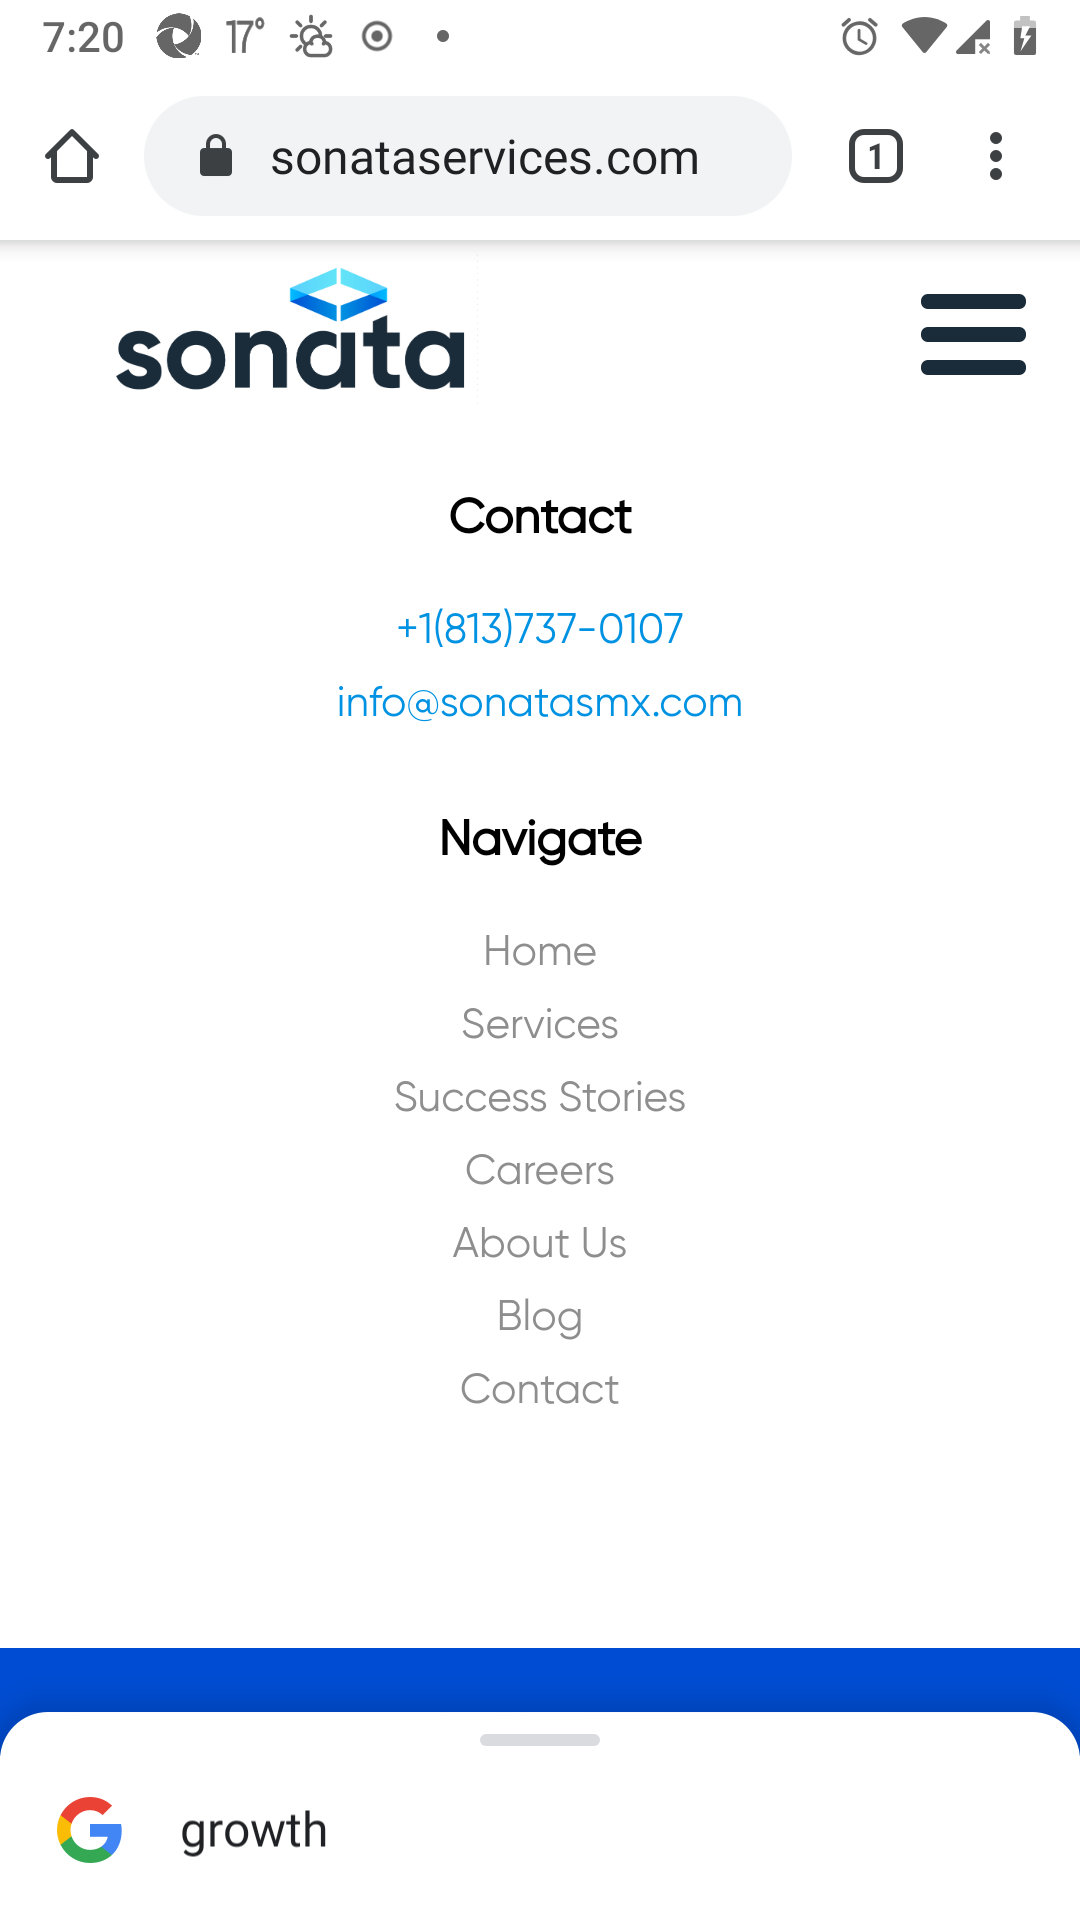 7:20 17°
sonataservices.com 1
sonata
Contact
+1(813)737-0107
info@sonatasmx.com
Navigate
Home
Services
Success Stories
Careers
About Us
Blog
Contact
G growth